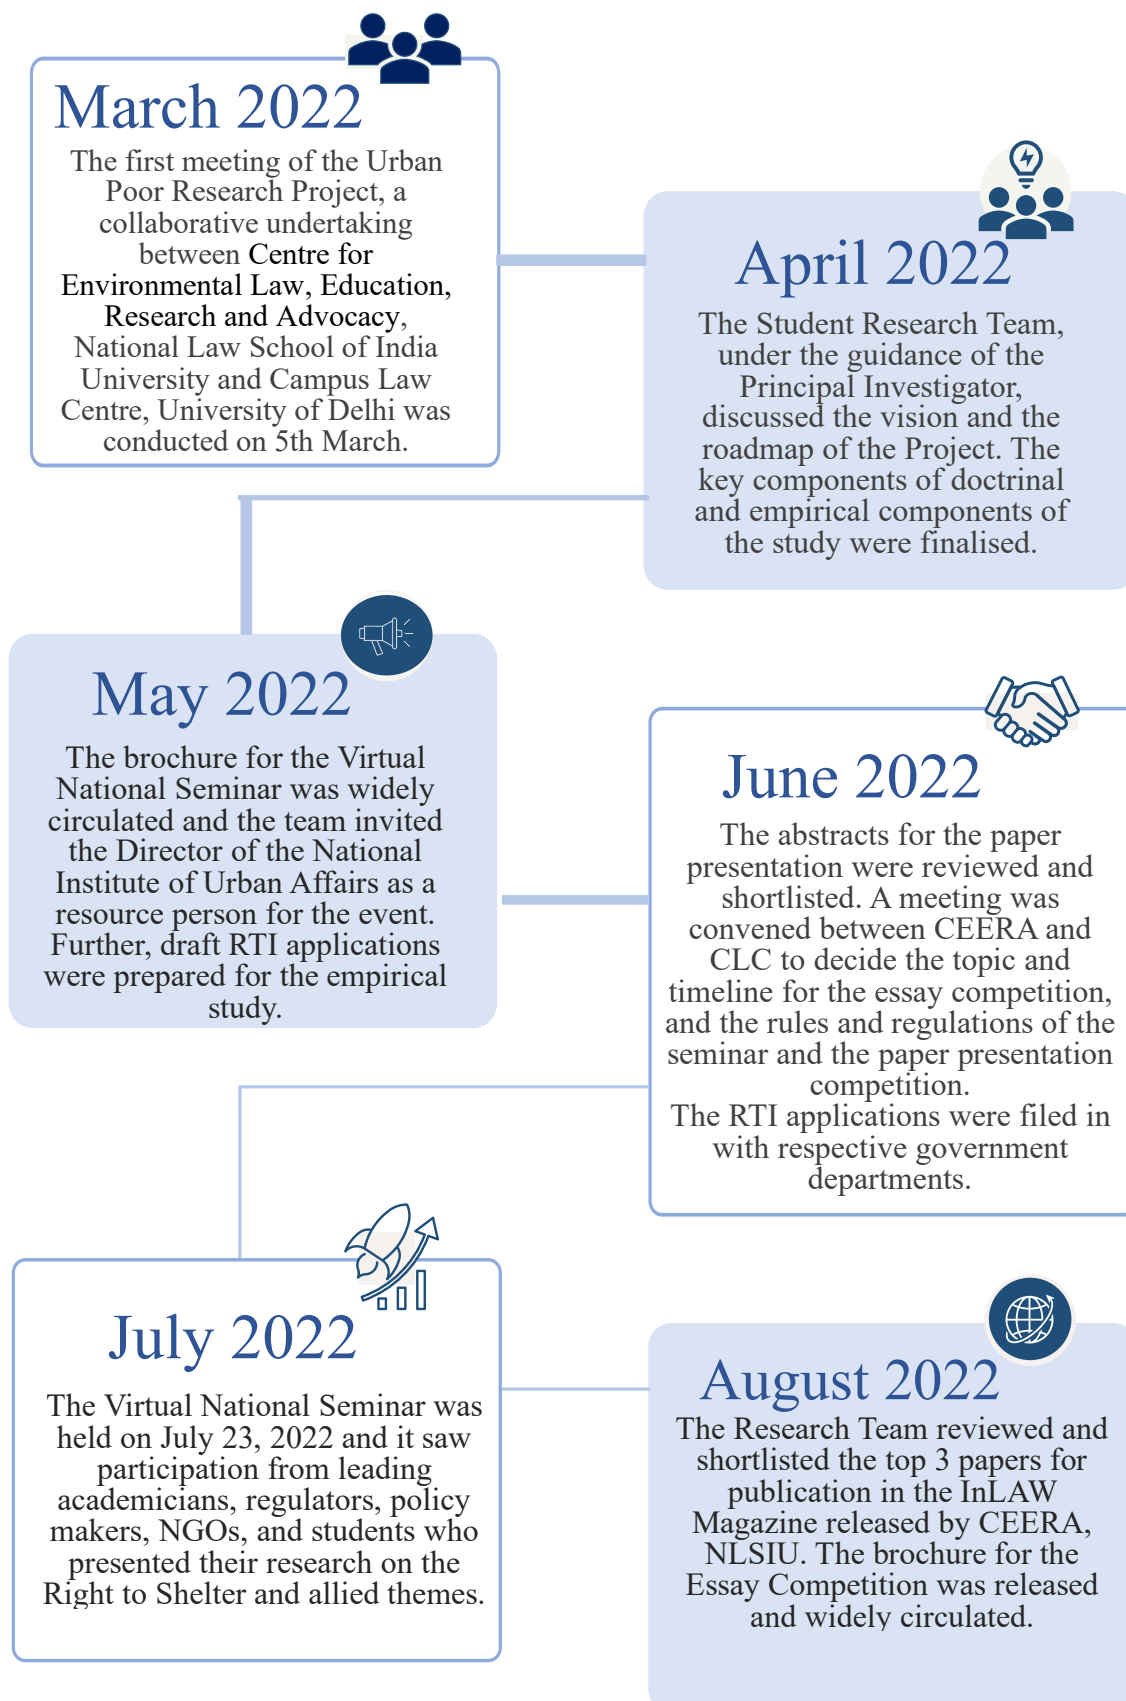 March 2022
The first meeting of the Urban
Poor Research Project, a
collaborative undertaking
between Centre for
Environmental Law, Education,
Research and Advocacy,
National Law School of India
University and Campus Law
Centre, University of Delhi was
conducted on 5th March.
April 2022
The Student Research Team,
under the guidance of the
Principal Investigator,
discussed the vision and the
roadmap of the Project. The
key components of doctrinal
and empirical components of
the study were finalised.
May 2022
The brochure for the Virtual
National Seminar was widely
circulated and the team invited
the Director of the National
Institute of Urban Affairs as a
resource person for the event.
Further, draft RTI applications
were prepared for the empirical
study.
June 2022
The abstracts for the paper
presentation were reviewed and
shortlisted. A meeting was
convened between CEERA and
CLC to decide the topic and
timeline for the essay competition,
and the rules and regulations of the
seminar and the paper presentation
competition.
The RTI applications were filed in
with respective government
departments.
July 2022
The Virtual National Seminar was
held on July 23, 2022 and it saw
participation from leading
academicians, regulators, policy
makers, NGOs, and students who
presented their research on the
Right to Shelter and allied themes.
August 2022
The Research Team reviewed and
shortlisted the top 3 papers for
publication in the InLAW
Magazine released by CEERA,
NLSIU. The brochure for the
Essay Competition was released
and widely circulated.